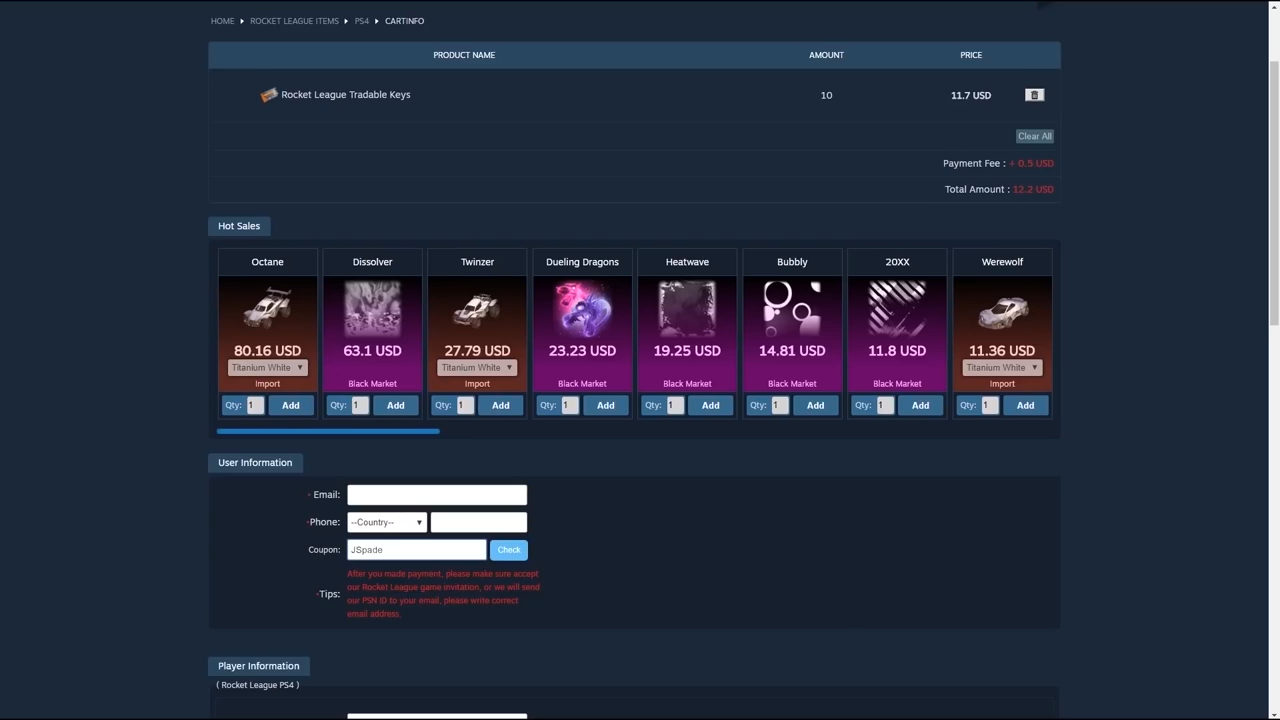 HOME ▶ ROCKET LEAGUE ITEMS ▶ PS4 ▶ CARTINFO
PRODUCT NAME AMOUNT PRICE
Rocket League Tradable Keys 10 11.7 USD
Clear All
Payment Fee : + 0.5 USD
Total Amount : 12.2 USD
Hot Sales
Octane Dissolver Twinzer Dueling Dragons Heatwave Bubbly 20XX Werewolf
80.16 USD 63.1 USD 27.79 USD 23.23 USD 19.25 USD 14.81 USD 11.8 USD 11.36 USD
Titanium White ▼ Titanium White ▼ Titanium White ▼
Import Black Market Import Black Market Black Market Black Market Black Market Import
Qty: 1 Add Qty: 1 Add Qty: 1 Add Qty: 1 Add Qty: 1 Add Qty: 1 Add Qty: 1 Add Qty: 1 Add
User Information
* Email:
*Phone: --Country-- ▼
Coupon: JSpade Check
*Tips: After you made payment, please make sure accept
our Rocket League game invitation, or we will send
our PSN ID to your email, please write correct
email address.
Player Information
( Rocket League PS4 )